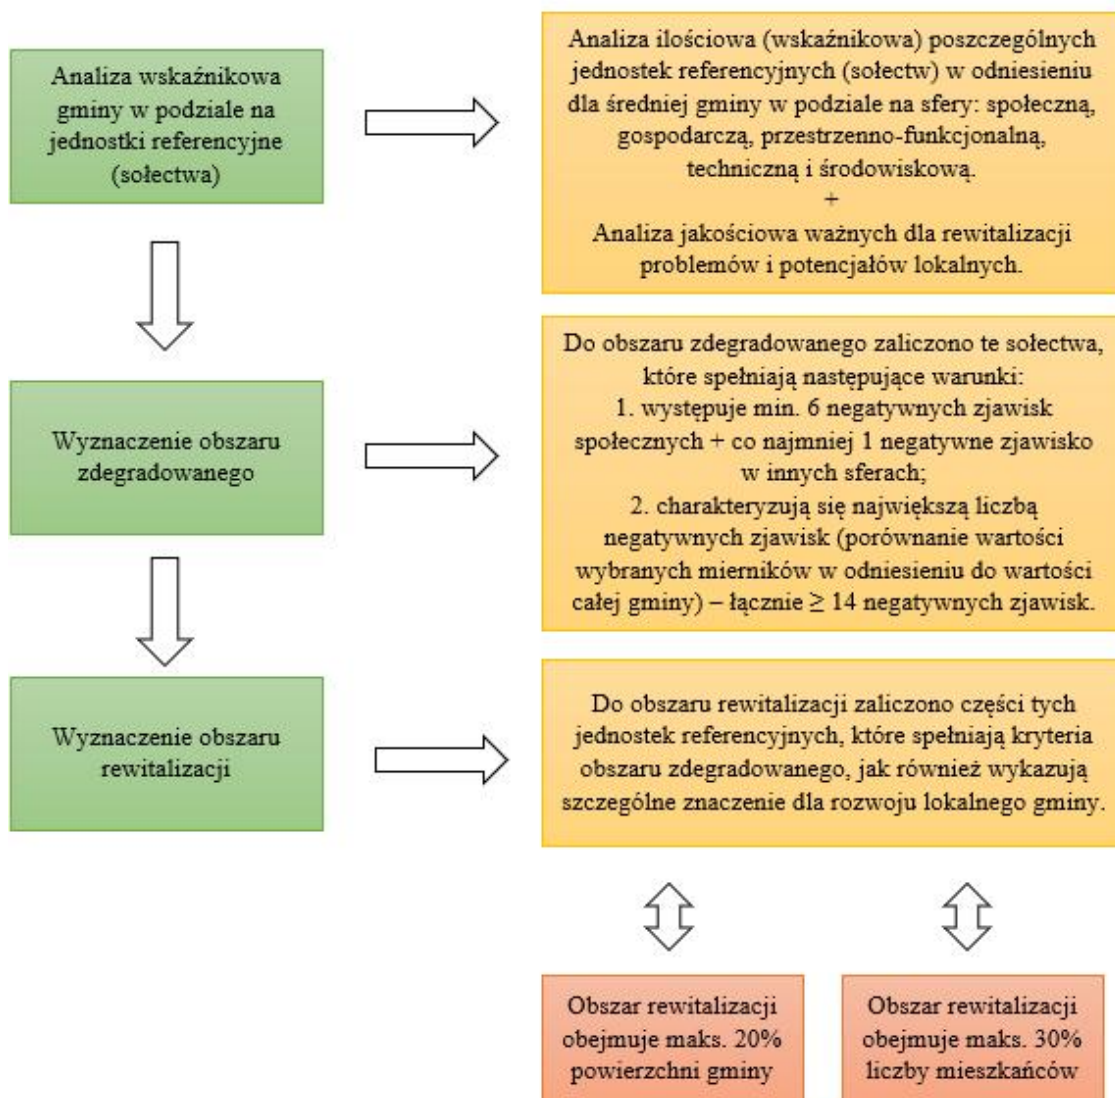 Analiza wskaźnikowa
gminy w podziale na
jednostki referencyjne
(sołectwa)
Analiza ilościowa (wskaźnikowa) poszczególnych
jednostek referencyjnych (sołectw) w odniesieniu
dla średniej gminy w podziale na sfery: społeczną,
gospodarczą, przestrzenno-funkcjonalną,
techniczną i środowiskową.
+
Analiza jakościowa ważnych dla rewitalizacji
problemów i potencjałów lokalnych.
Wyznaczenie obszaru
zdegradowanego
Do obszaru zdegradowanego zaliczono te sołectwa,
które spełniają następujące warunki:
1. występuje min. 6 negatywnych zjawisk
społecznych + co najmniej 1 negatywne zjawisko
w innych sferach;
2. charakteryzują się największą liczbą
negatywnych zjawisk (porównanie wartości
wybranych mierników w odniesieniu do wartości
całej gminy) – łącznie ≥ 14 negatywnych zjawisk.
Wyznaczenie obszaru
rewitalizacji
Do obszaru rewitalizacji zaliczono części tych
jednostek referencyjnych, które spełniają kryteria
obszaru zdegradowanego, jak również wykazują
szczególne znaczenie dla rozwoju lokalnego gminy.
Obszar rewitalizacji
obejmuje maks. 20%
powierzchni gminy
Obszar rewitalizacji
obejmuje maks. 30%
liczby mieszkańców